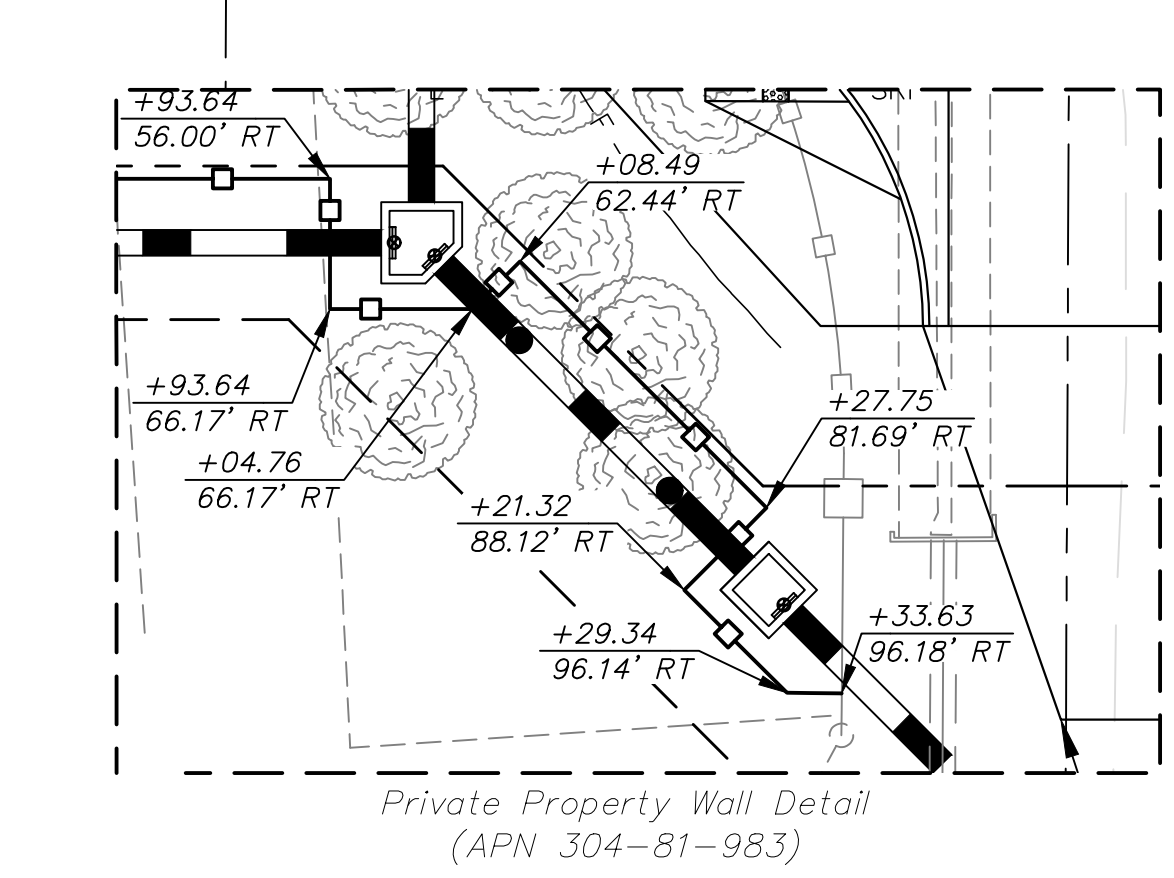 +93.64
56.00' RT
+08.49
62.44' RT
+93.64
66.17' RT
+27.75
81.69' RT
+04.76
66.17' RT
+21.32
88.12' RT
+33.63
96.18' RT
+29.34
96.14' RT
Private Property Wall Detail
(APN 304-81-983)